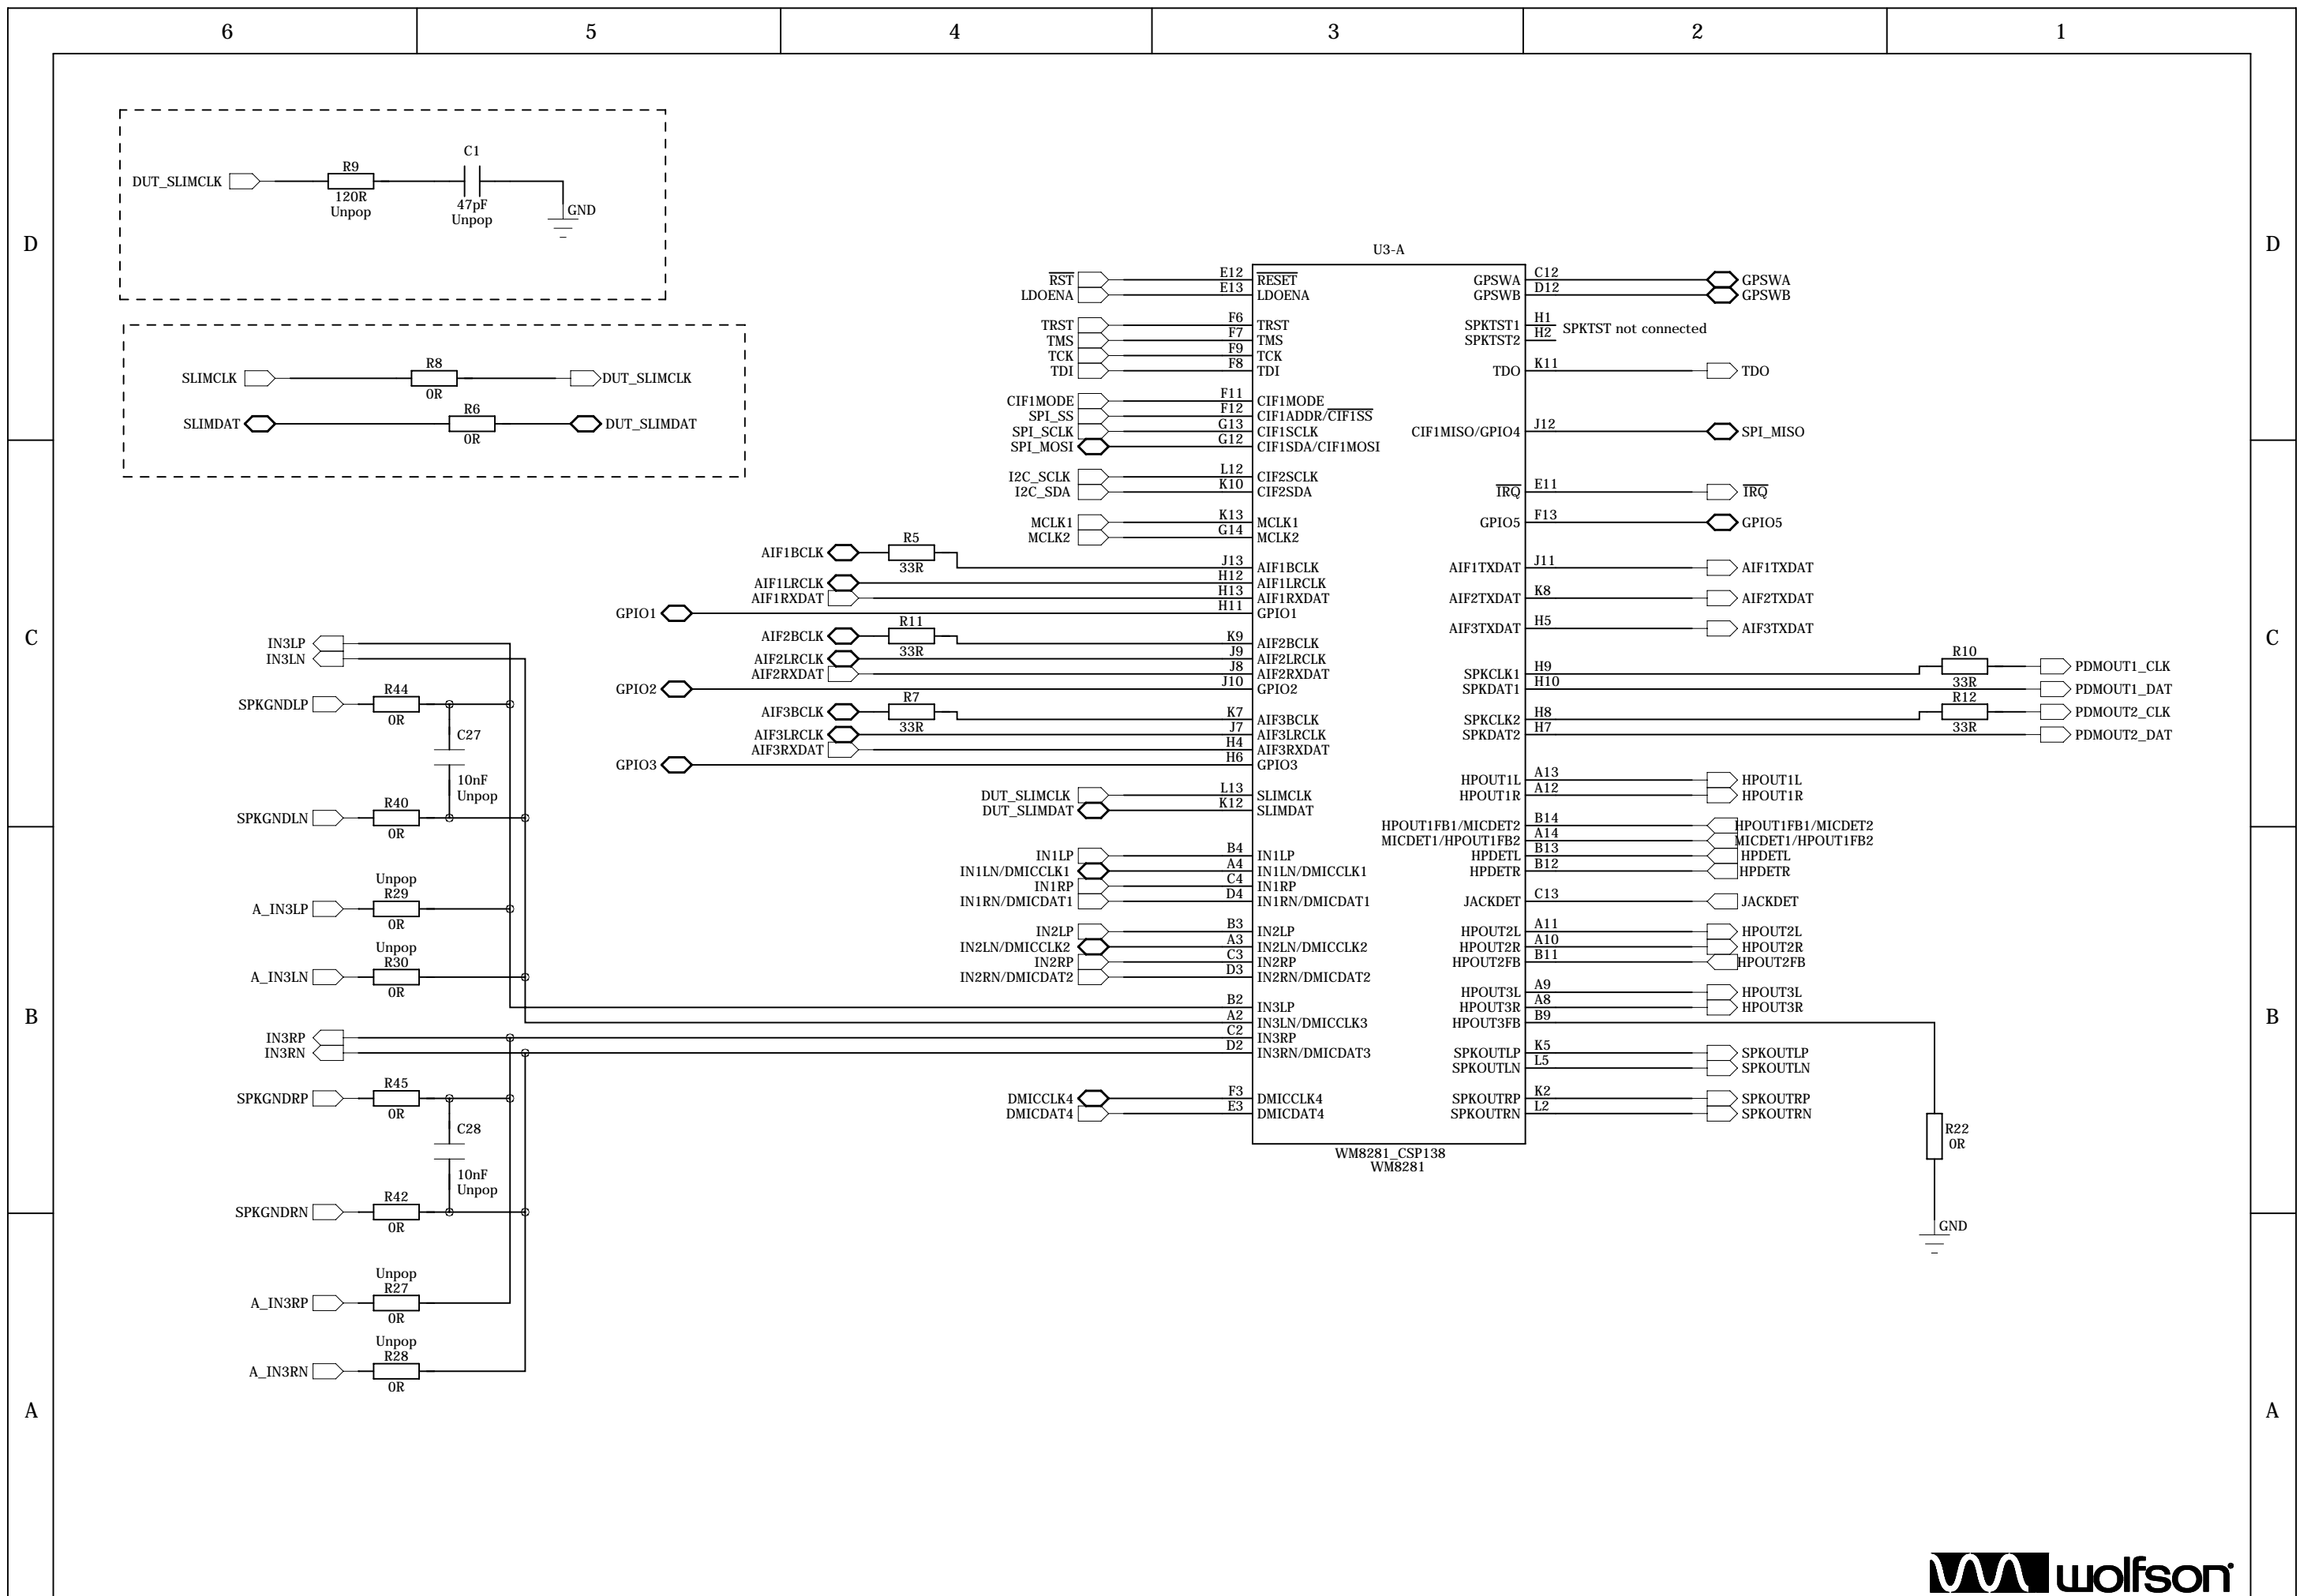 6 5 4 3 2 1
D D
C C
B B
A A
DUT_SLIMCLK
R9
120R
Unpop
C1
47pF
Unpop
GND
SLIMCLK
R8
0R
DUT_SLIMCLK
SLIMDAT
R6
0R
DUT_SLIMDAT
IN3LP
IN3LN
SPKGNDLP
R44
0R
C27
10nF
Unpop
SPKGNDLN
R40
0R
Unpop
A_IN3LP
R29
0R
Unpop
A_IN3LN
R30
0R
IN3RP
IN3RN
SPKGNDRP
R45
0R
C28
10nF
Unpop
SPKGNDRN
R42
0R
Unpop
A_IN3RP
R27
0R
Unpop
A_IN3RN
R28
0R
U3-A
RST E12 RESET
LDOENA E13 LDOENA
TRST F6 TRST
TMS F7 TMS
TCK F9 TCK
TDI F8 TDI
CIF1MODE F11 CIF1MODE
SPI_SS F12 CIF1ADDR/CIF1SS
SPI_SCLK G13 CIF1SCLK
SPI_MOSI G12 CIF1SDA/CIF1MOSI
I2C_SCLK L12 CIF2SCLK
I2C_SDA K10 CIF2SDA
MCLK1 K13 MCLK1
MCLK2 G14 MCLK2
AIF1BCLK R5 33R J13 AIF1BCLK
AIF1LRCLK H12 AIF1LRCLK
AIF1RXDAT H13 AIF1RXDAT
GPIO1 H11 GPIO1
AIF2BCLK R11 33R K9 AIF2BCLK
AIF2LRCLK J9 AIF2LRCLK
AIF2RXDAT J8 AIF2RXDAT
GPIO2 J10 GPIO2
AIF3BCLK R7 33R K7 AIF3BCLK
AIF3LRCLK J7 AIF3LRCLK
AIF3RXDAT H4 AIF3RXDAT
GPIO3 H6 GPIO3
DUT_SLIMCLK L13 SLIMCLK
DUT_SLIMDAT K12 SLIMDAT
IN1LP B4 IN1LP
IN1LN/DMICCLK1 A4 IN1LN/DMICCLK1
IN1RP C4 IN1RP
IN1RN/DMICDAT1 D4 IN1RN/DMICDAT1
IN2LP B3 IN2LP
IN2LN/DMICCLK2 A3 IN2LN/DMICCLK2
IN2RP C3 IN2RP
IN2RN/DMICDAT2 D3 IN2RN/DMICDAT2
B2 IN3LP
A2 IN3LN/DMICCLK3
C2 IN3RP
D2 IN3RN/DMICDAT3
DMICCLK4 F3 DMICCLK4
DMICDAT4 E3 DMICDAT4
GPSWA C12 GPSWA
GPSWB D12 GPSWB
SPKTST1 H1
SPKTST2 H2
SPKTST not connected
TDO K11 TDO
CIF1MISO/GPIO4 J12 SPI_MISO
IRQ E11 IRQ
GPIO5 F13 GPIO5
AIF1TXDAT J11 AIF1TXDAT
AIF2TXDAT K8 AIF2TXDAT
AIF3TXDAT H5 AIF3TXDAT
SPKCLK1 H9 R10 33R PDMOUT1_CLK
SPKDAT1 H10 PDMOUT1_DAT
SPKCLK2 H8 R12 33R PDMOUT2_CLK
SPKDAT2 H7 PDMOUT2_DAT
HPOUT1L A13 HPOUT1L
HPOUT1R A12 HPOUT1R
HPOUT1FB1/MICDET2 B14 HPOUT1FB1/MICDET2
MICDET1/HPOUT1FB2 A14 MICDET1/HPOUT1FB2
HPDETL B13 HPDETL
HPDETR B12 HPDETR
JACKDET C13 JACKDET
HPOUT2L A11 HPOUT2L
HPOUT2R A10 HPOUT2R
HPOUT2FB B11 HPOUT2FB
HPOUT3L A9 HPOUT3L
HPOUT3R A8 HPOUT3R
HPOUT3FB B9
SPKOUTLP K5 SPKOUTLP
SPKOUTLN L5 SPKOUTLN
SPKOUTRP K2 SPKOUTRP
SPKOUTRN L2 SPKOUTRN
R22
0R
GND
WM8281_CSP138
WM8281
wolfson